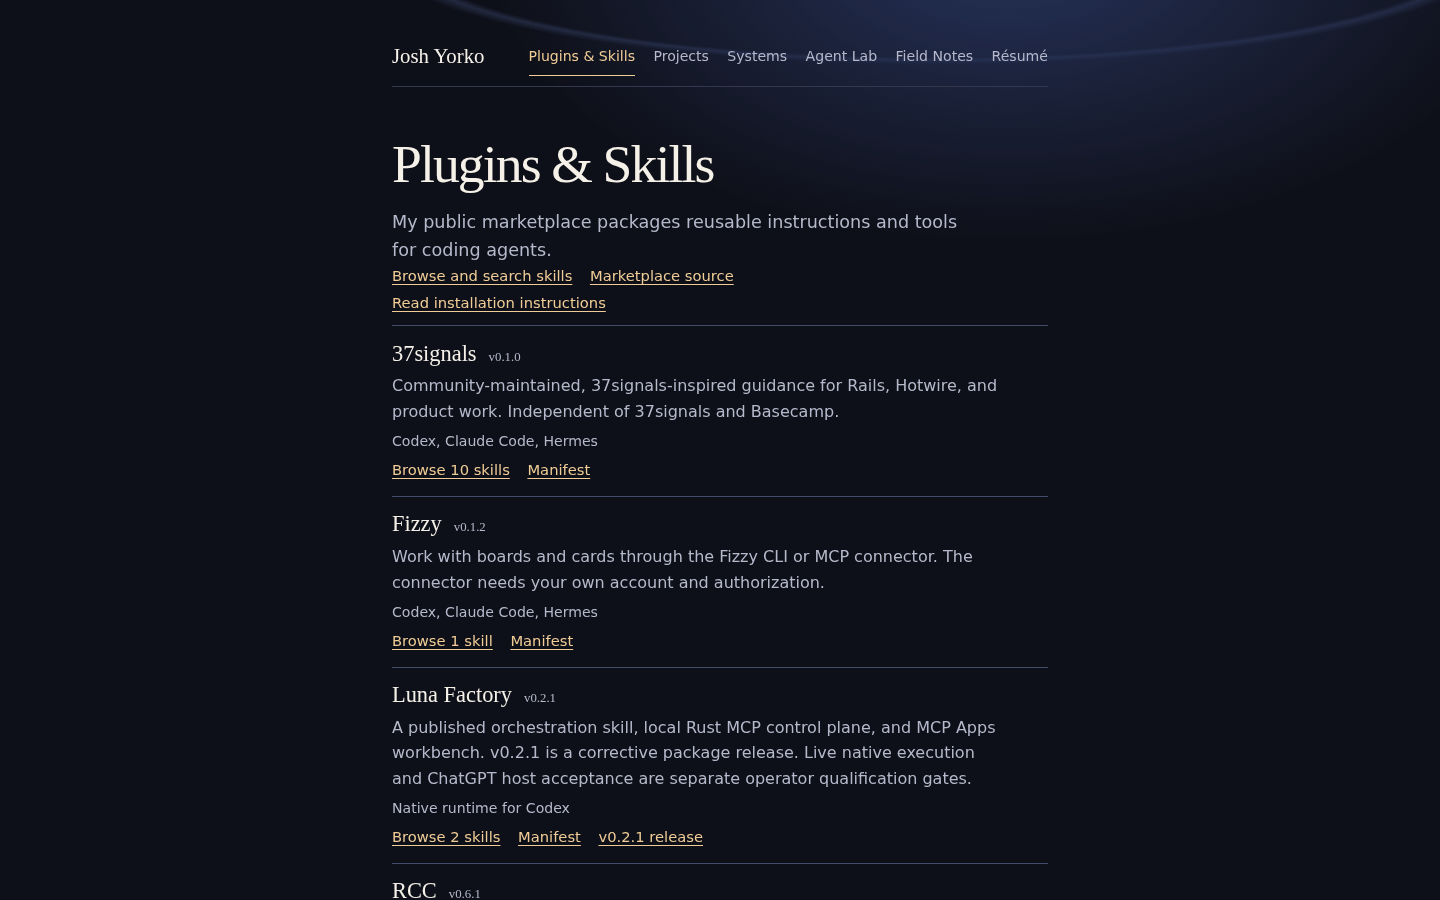 Josh Yorko
Plugins & Skills
Projects
Systems
Agent Lab
Field Notes
Résumé
Plugins & Skills
My public marketplace packages reusable instructions and tools
for coding agents.
Browse and search skills Marketplace source
Read installation instructions
37signals v0.1.0
Community-maintained, 37signals-inspired guidance for Rails, Hotwire, and
product work. Independent of 37signals and Basecamp.
Codex, Claude Code, Hermes
Browse 10 skills Manifest
Fizzy v0.1.2
Work with boards and cards through the Fizzy CLI or MCP connector. The
connector needs your own account and authorization.
Codex, Claude Code, Hermes
Browse 1 skill Manifest
Luna Factory v0.2.1
A published orchestration skill, local Rust MCP control plane, and MCP Apps
workbench. v0.2.1 is a corrective package release. Live native execution
and ChatGPT host acceptance are separate operator qualification gates.
Native runtime for Codex
Browse 2 skills Manifest v0.2.1 release
RCC v0.6.1